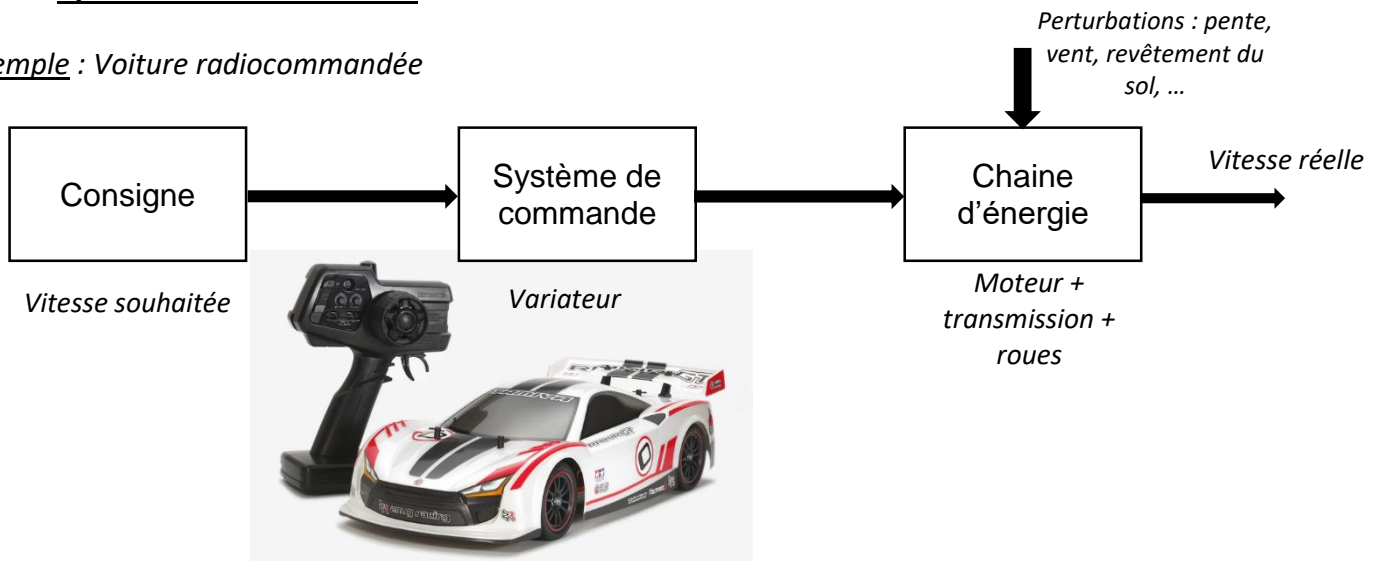 Perturbations : pente,
vent, revêtement du
sol, …
emple : Voiture radiocommandée
Consigne
Système de
commande
Chaine
d’énergie
Vitesse réelle
Vitesse souhaitée
Variateur
Moteur +
transmission +
roues